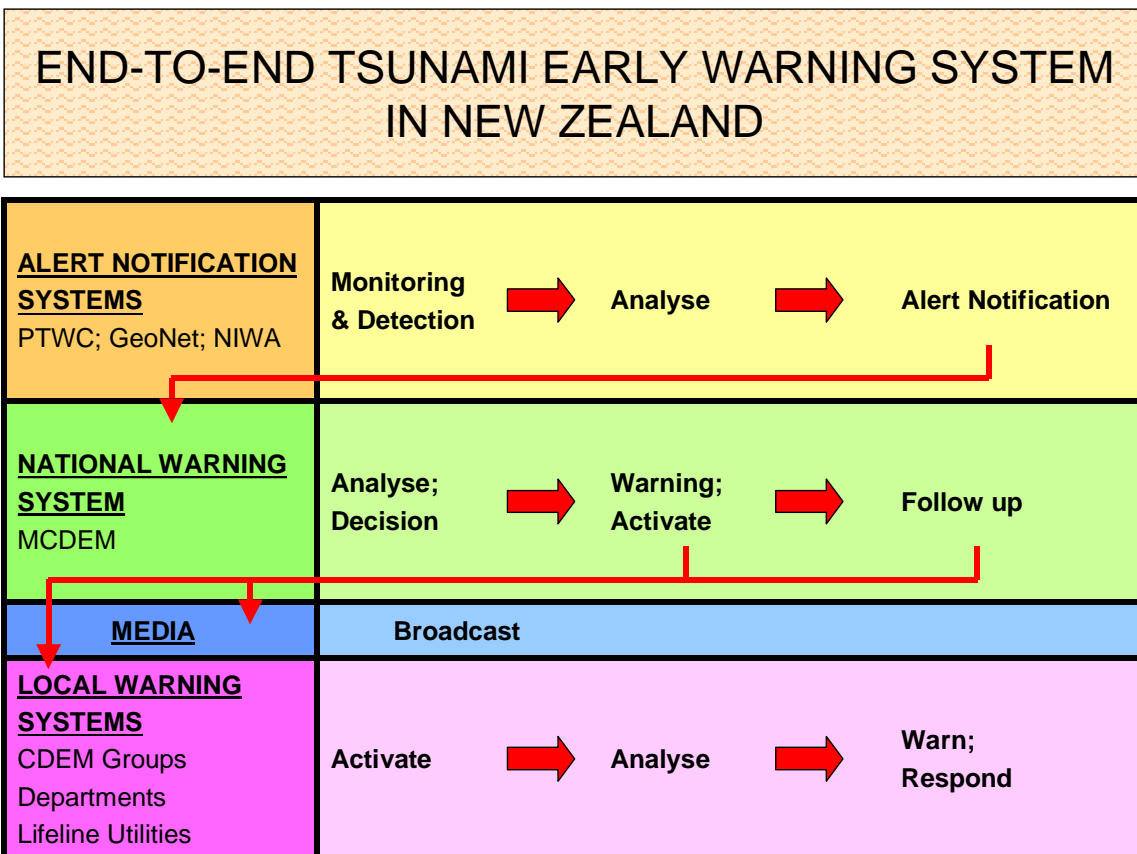 END-TO-END TSUNAMI EARLY WARNING SYSTEM
IN NEW ZEALAND
ALERT NOTIFICATION
SYSTEMS
PTWC; GeoNet; NIWA
Monitoring
& Detection
Analyse
Alert Notification
NATIONAL WARNING
SYSTEM
MCDEM
Analyse;
Decision
Warning;
Activate
Follow up
MEDIA
Broadcast
LOCAL WARNING
SYSTEMS
CDEM Groups
Departments
Lifeline Utilities
Activate
Analyse
Warn;
Respond